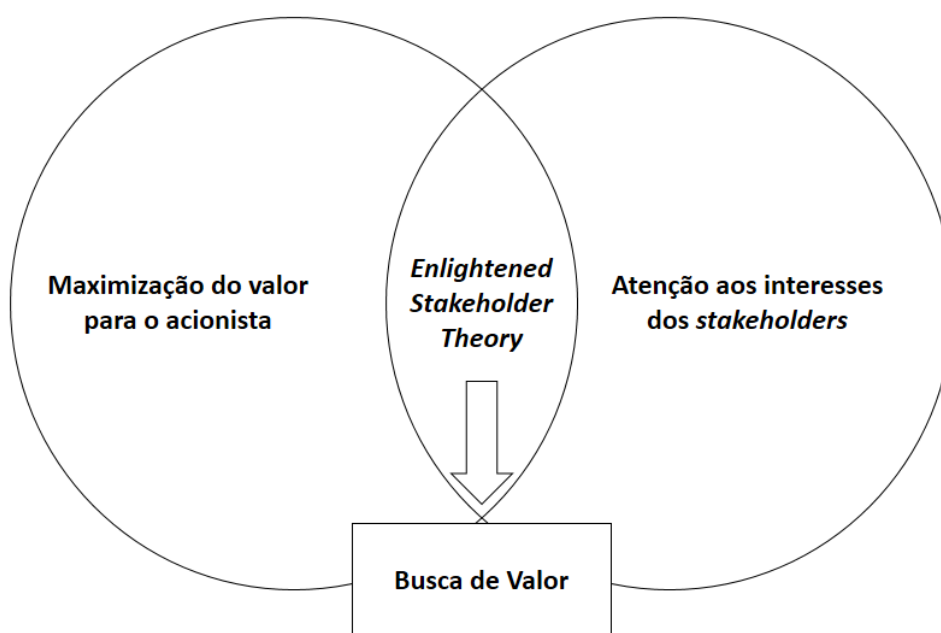 Maximização do valor
para o acionista
Enlightened
Stakeholder
Theory
Atenção aos interesses
dos stakeholders
Busca de Valor